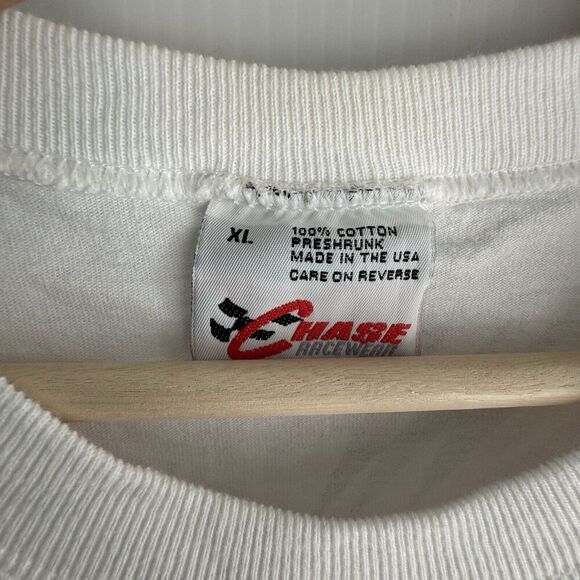 XL
100% COTTON
PRESHRUNK
MADE IN THE USA
CARE ON REVERSE
CHASE
RACEWEAR